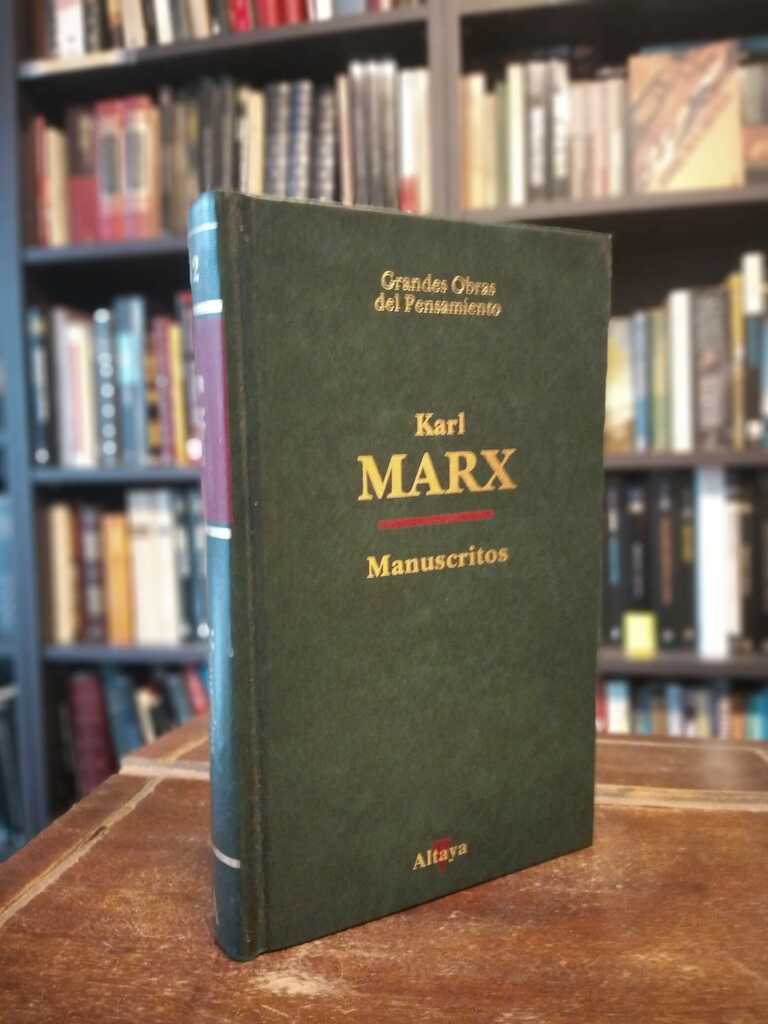 Grandes Obras
del Pensamiento
Karl
MARX
Manuscritos
Altaya